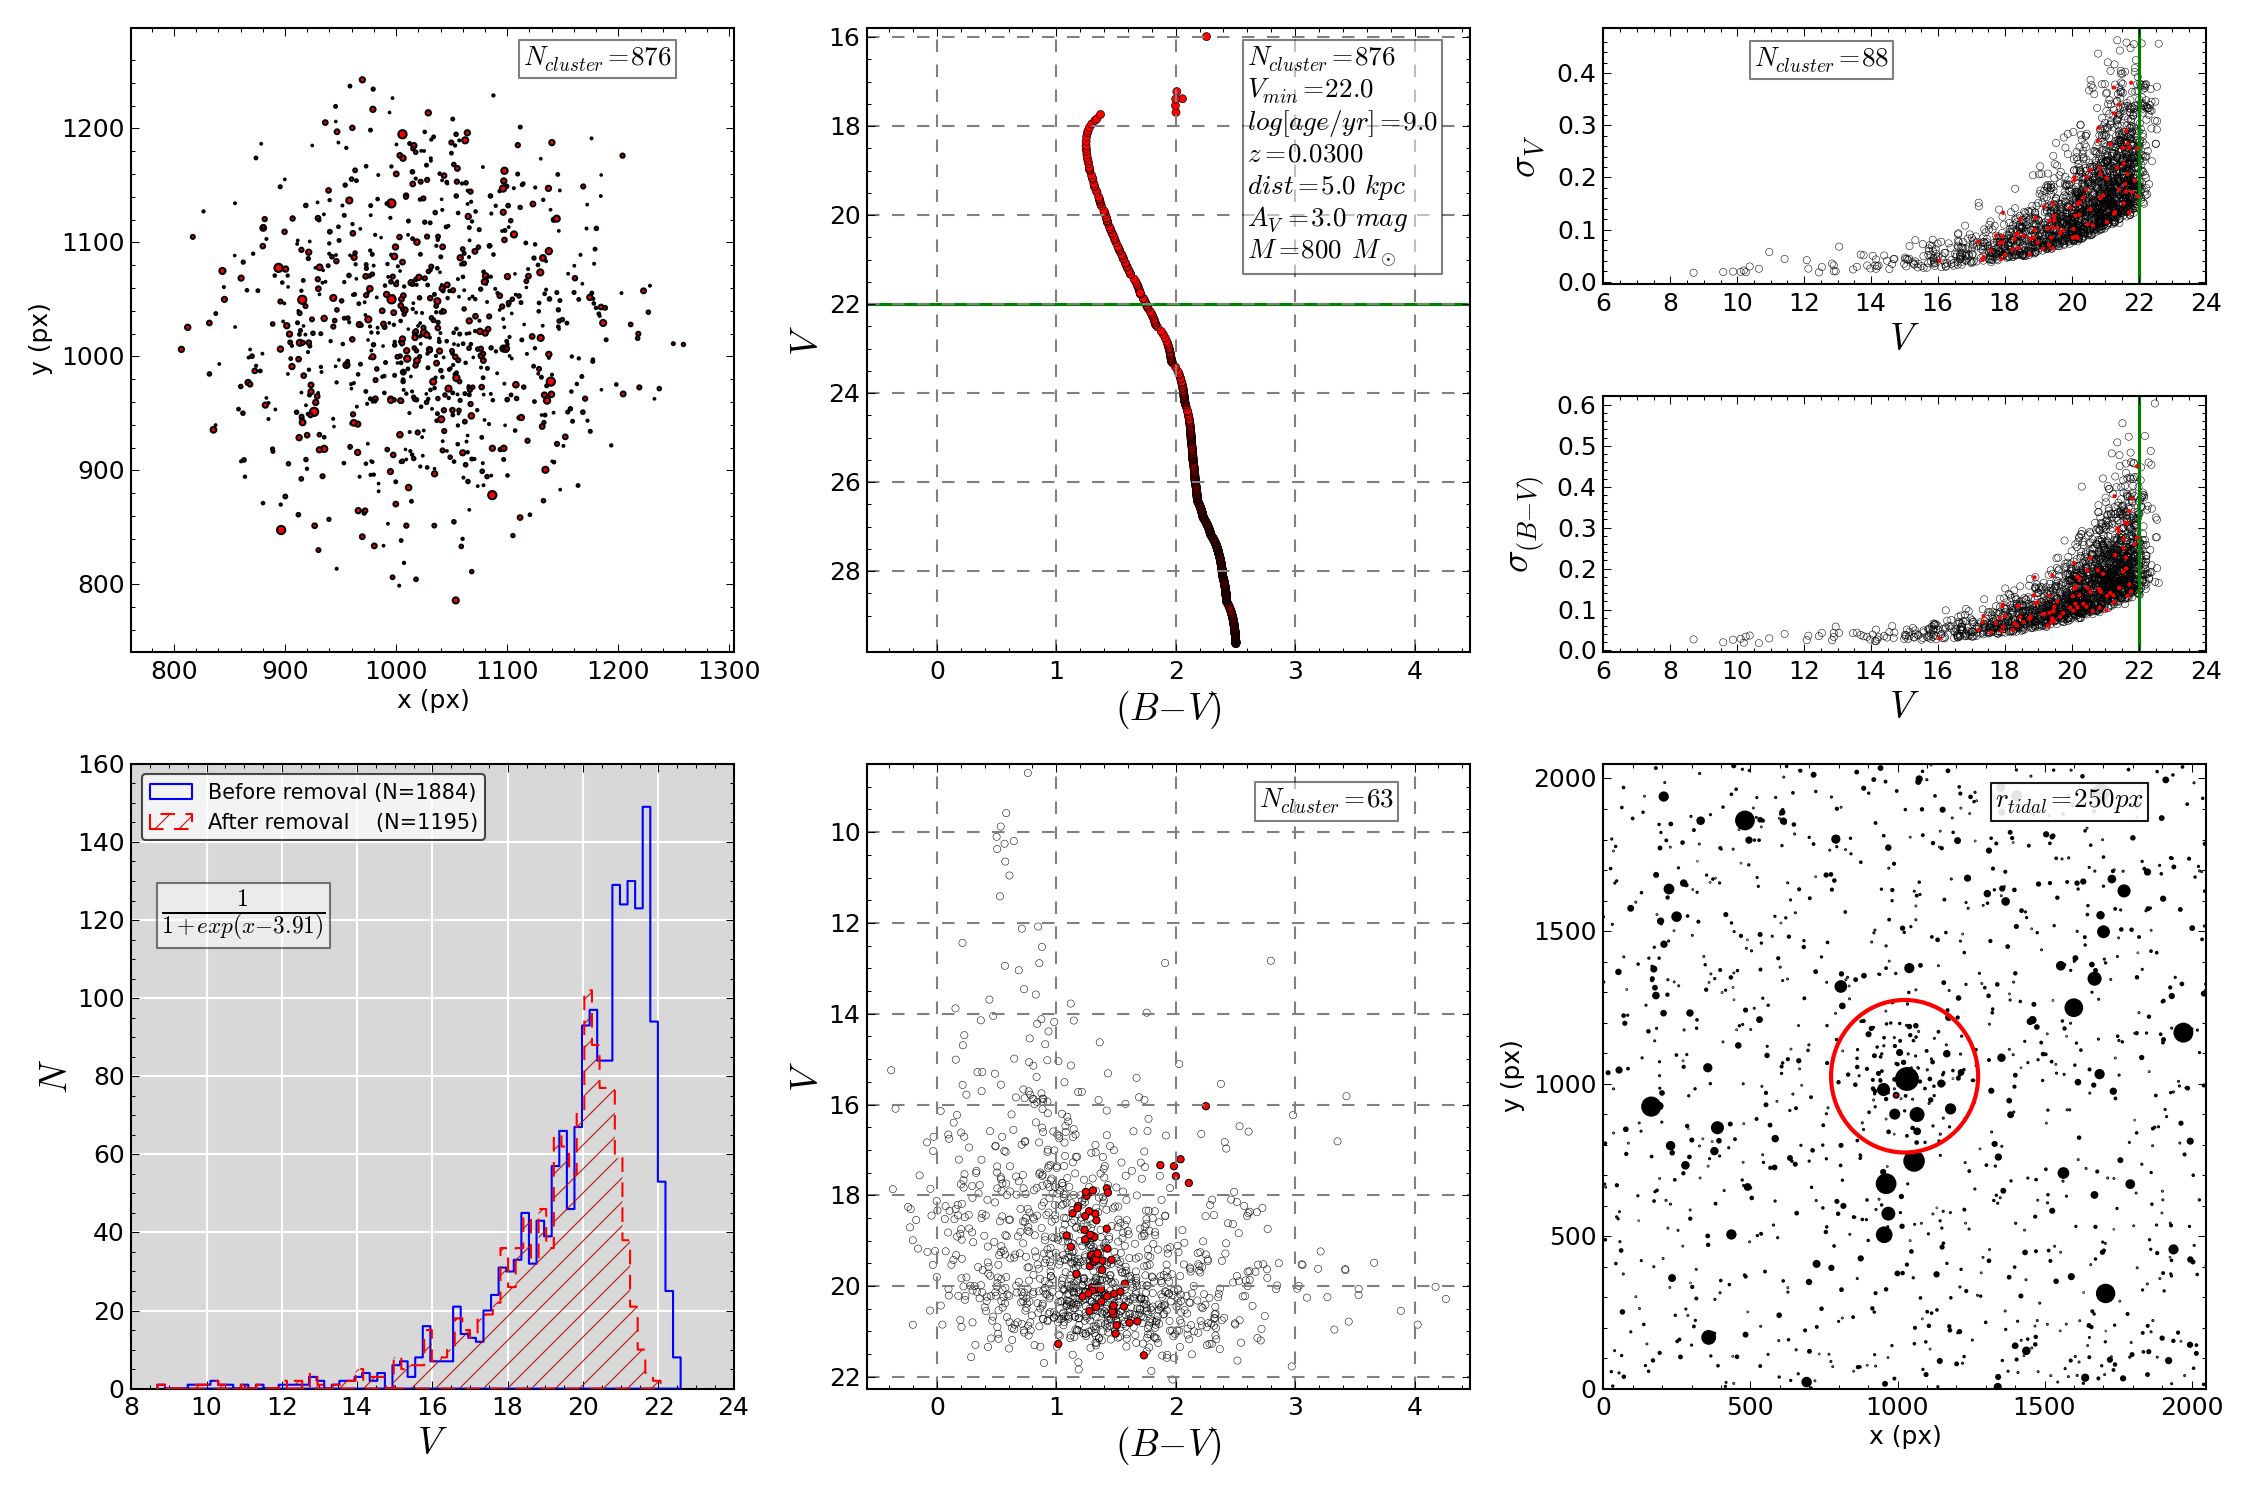 N_cluster=876
1200
1100
1000
900
800
y (px)
800 900 1000 1100 1200 1300
x (px)
N_cluster=876
V_min=22.0
log[age/yr]=9.0
z=0.0300
dist=5.0 kpc
A_V=3.0 mag
M=800 M_⊙
16
18
20
22
24
26
28
V
0 1 2 3 4
(B−V)
N_cluster=88
0.4
0.3
0.2
0.1
0.0
σ_V
6 8 10 12 14 16 18 20 22 24
V
0.6
0.5
0.4
0.3
0.2
0.1
0.0
σ_(B−V)
6 8 10 12 14 16 18 20 22 24
V
Before removal (N=1884)
After removal (N=1195)
1
1+exp(x−3.91)
160
140
120
100
80
60
40
20
0
N
8 10 12 14 16 18 20 22 24
V
N_cluster=63
10
12
14
16
18
20
22
V
0 1 2 3 4
(B−V)
r_tidal=250px
2000
1500
1000
500
0
y (px)
0 500 1000 1500 2000
x (px)